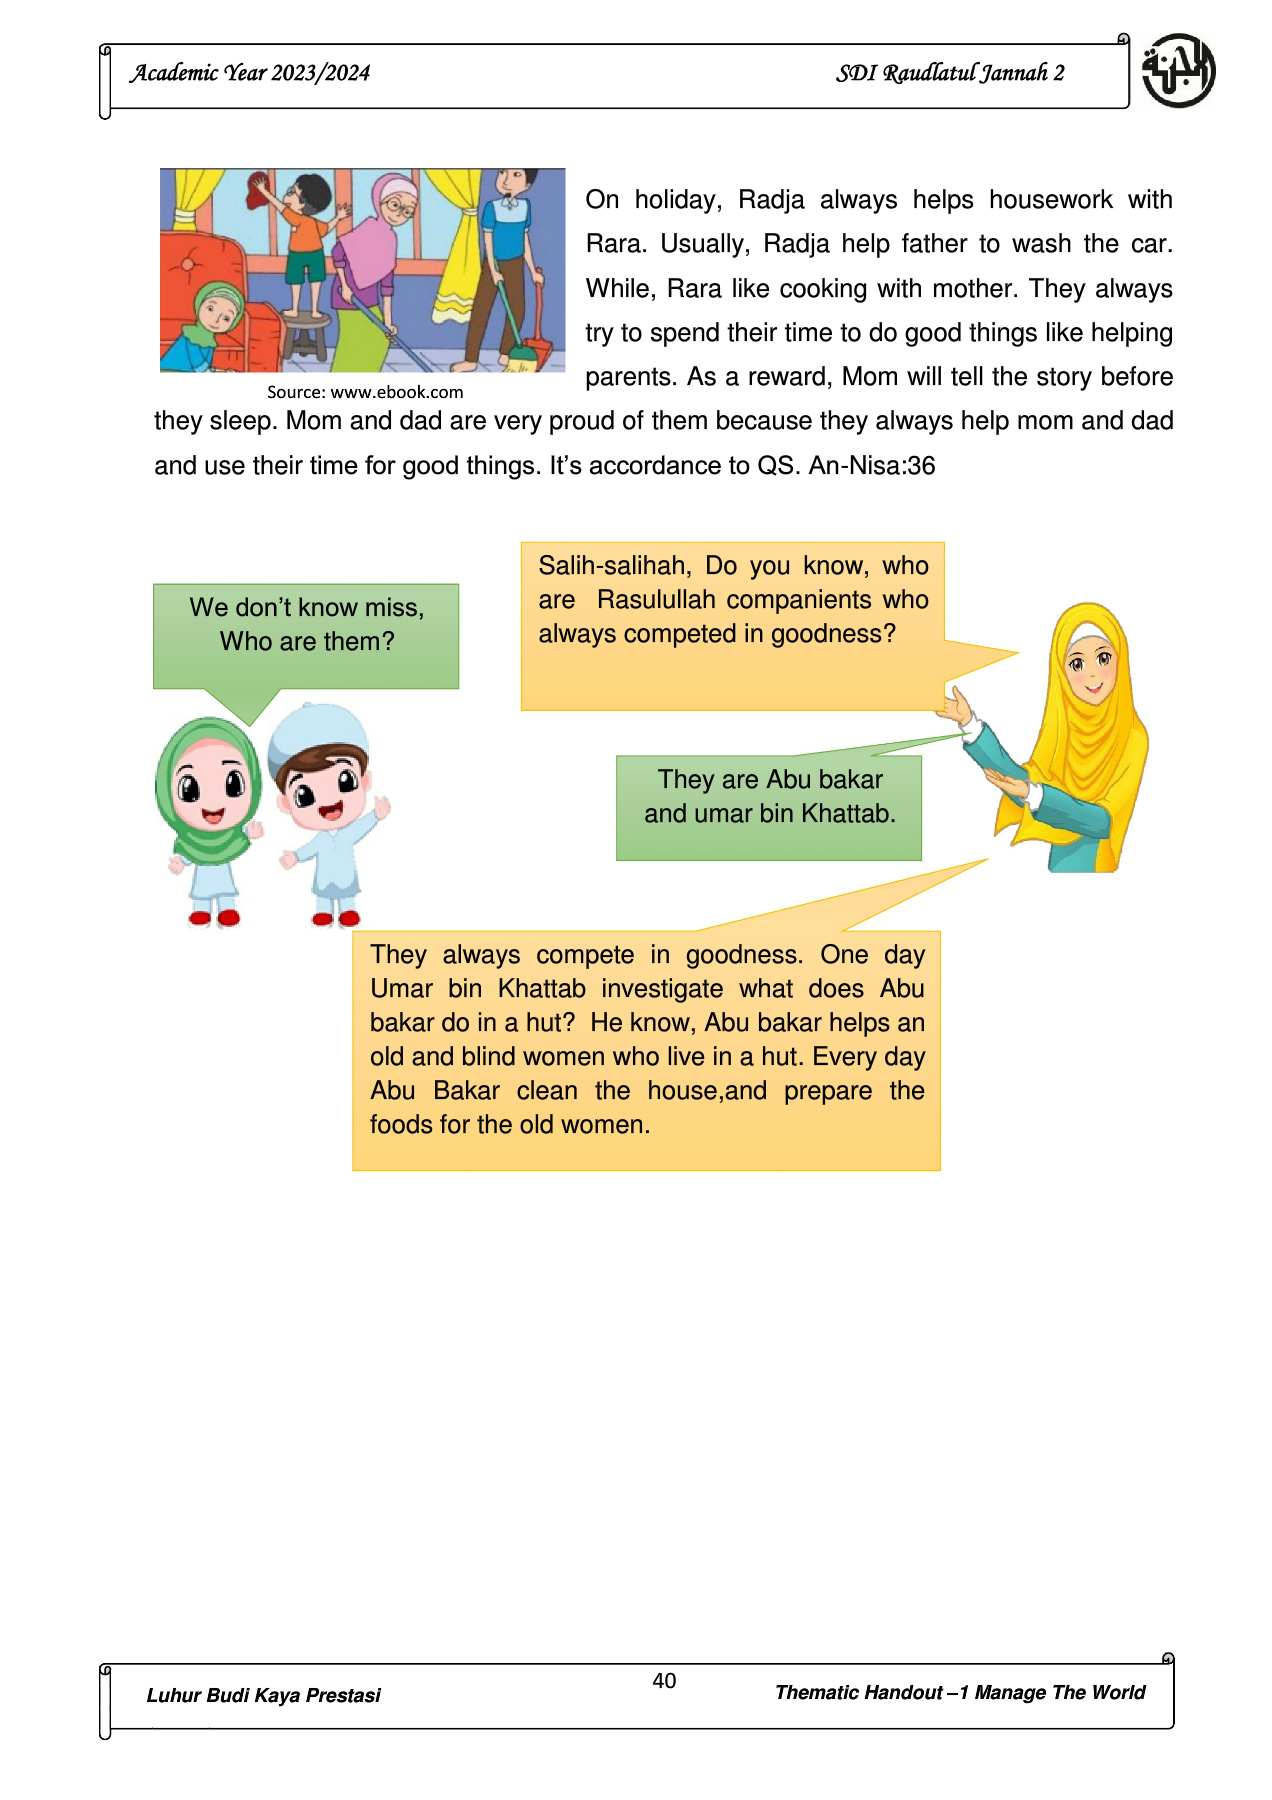 Academic Year 2023/2024
SDI Raudlatul Jannah 2
On holiday, Radja always helps housework with
Rara. Usually, Radja help father to wash the car.
While, Rara like cooking with mother. They always
try to spend their time to do good things like helping
parents. As a reward, Mom will tell the story before
Source: www.ebook.com
they sleep. Mom and dad are very proud of them because they always help mom and dad
and use their time for good things. It’s accordance to QS. An-Nisa:36
Salih-salihah, Do you know, who
are Rasulullah companients who
always competed in goodness?
We don’t know miss,
Who are them?
They are Abu bakar
and umar bin Khattab.
They always compete in goodness. One day
Umar bin Khattab investigate what does Abu
bakar do in a hut? He know, Abu bakar helps an
old and blind women who live in a hut. Every day
Abu Bakar clean the house,and prepare the
foods for the old women.
Luhur Budi Kaya Prestasi
40
Thematic Handout –1 Manage The World